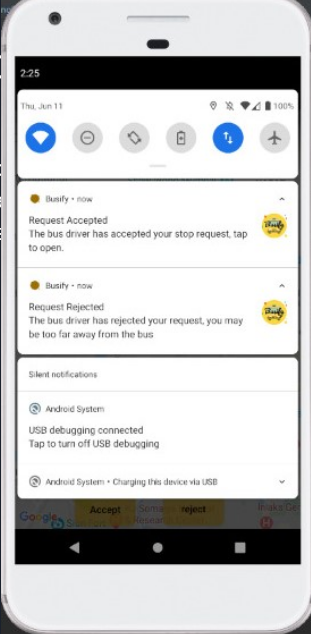 2:25
Thu, Jun 11
100%
Busify • now
Request Accepted
The bus driver has accepted your stop request, tap
to open.
Busify
Busify • now
Request Rejected
The bus driver has rejected your request, you may
be too far away from the bus
Busify
Silent notifications
Android System
USB debugging connected
Tap to turn off USB debugging
Android System • Charging this device via USB
Accept
reject
Google